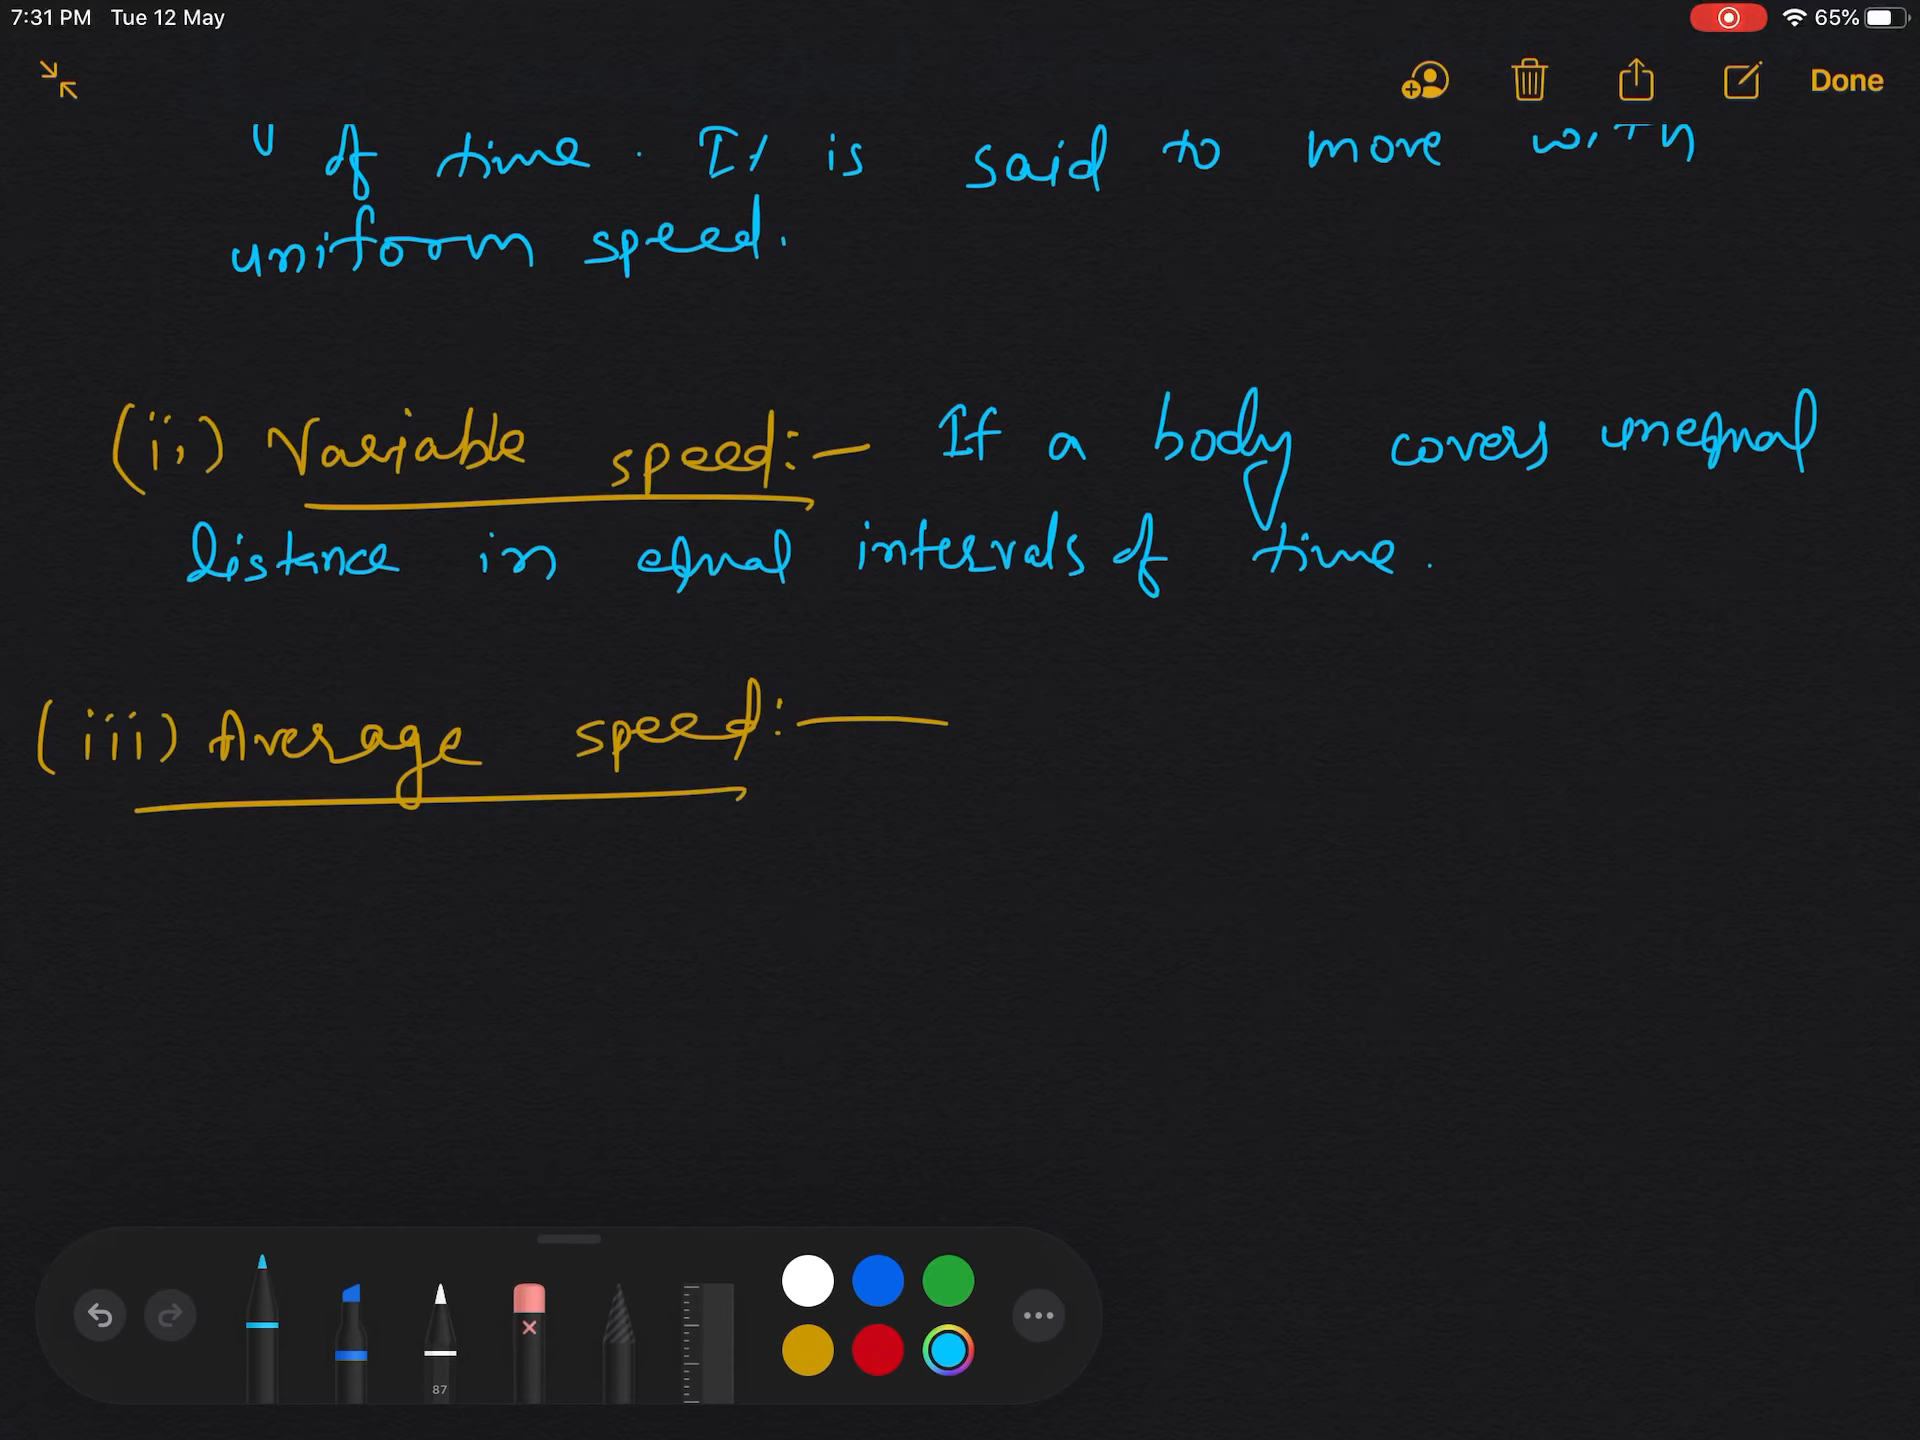 7:31 PM Tue 12 May 65%
Done
of time. It is said to move with
uniform speed.
(ii) Variable speed:- If a body covers unequal
distance in equal intervals of time.
(iii) Average speed:-
87